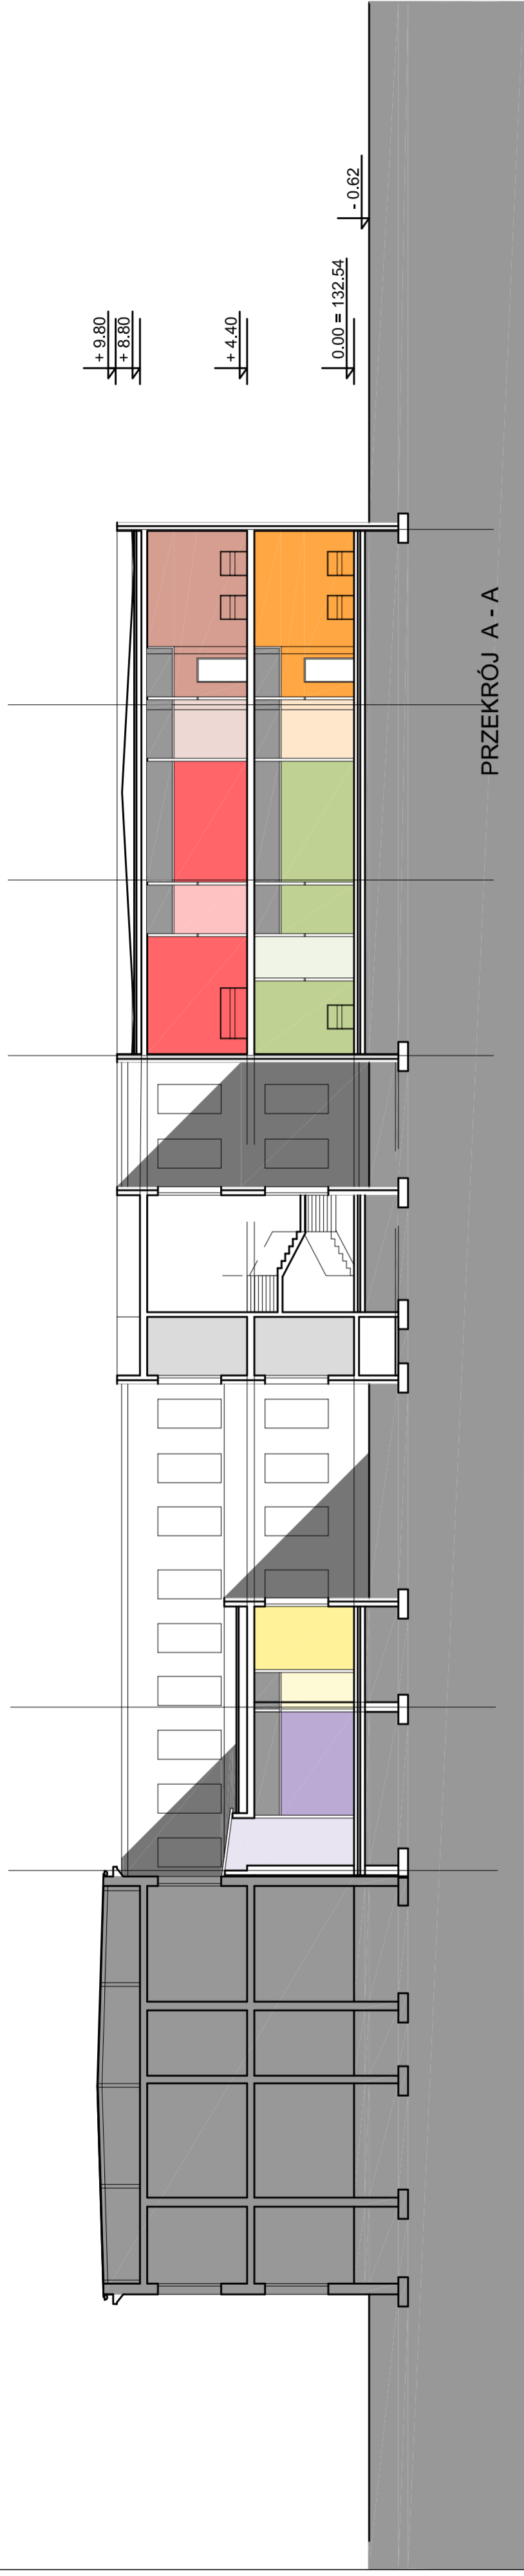 + 9.80
+ 8.80
+ 4.40
0.00 = 132.54
- 0.62
PRZEKRÓJ A - A